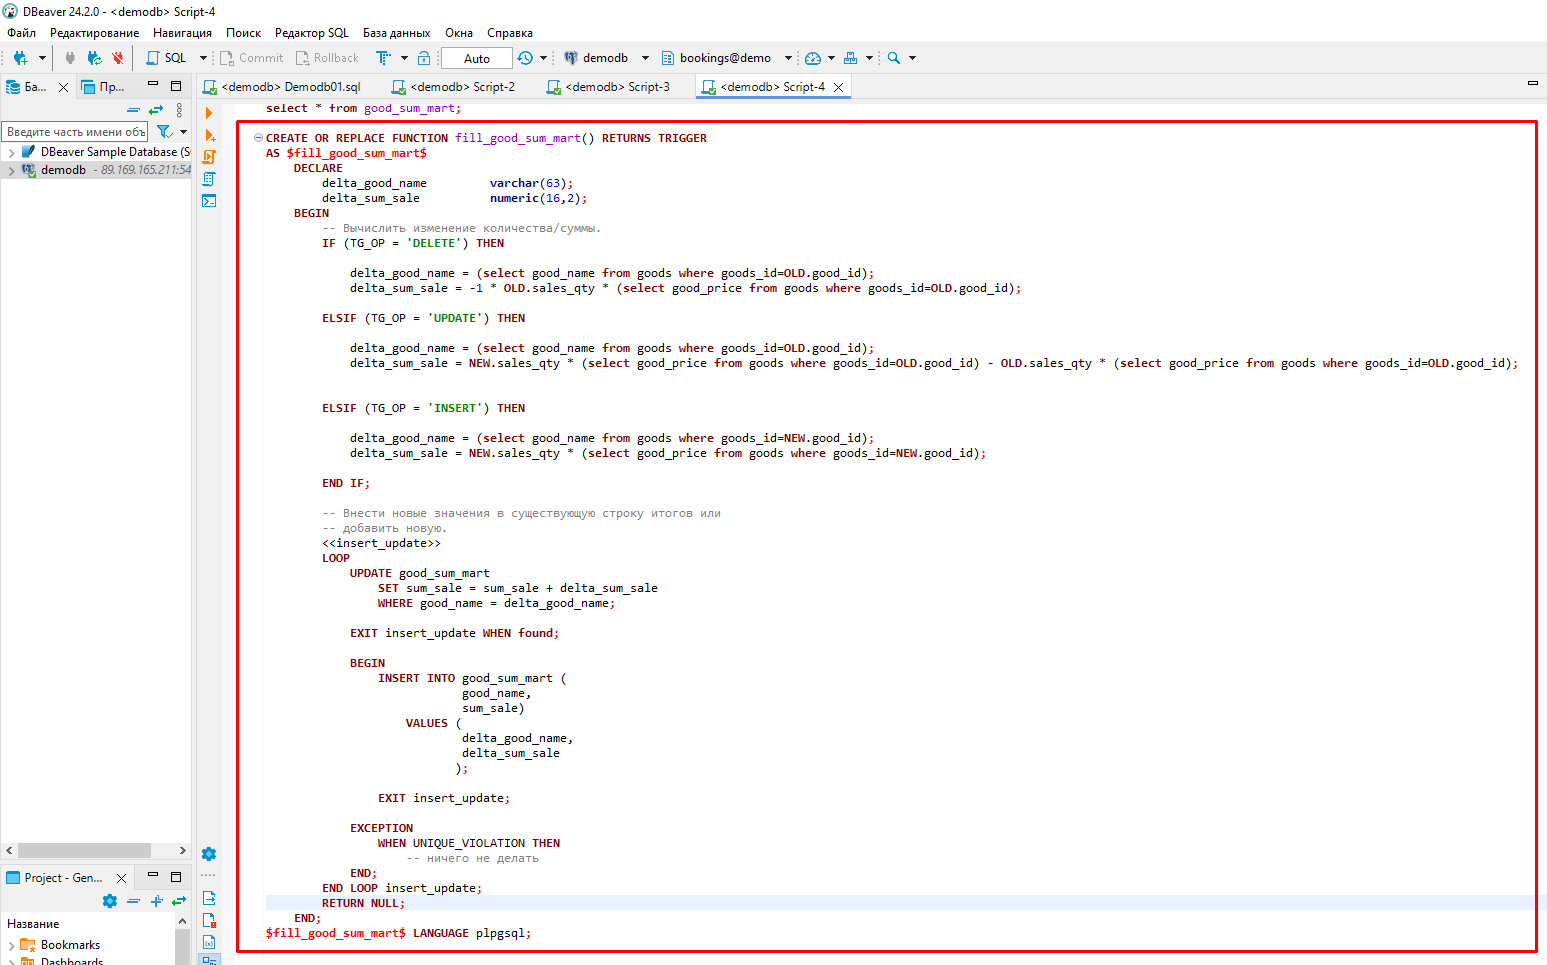 DBeaver 24.2.0 - <demodb> Script-4
Файл Редактирование Навигация Поиск Редактор SQL База данных Окна Справка
SQL Commit Rollback Auto demodb bookings@demo
Ба... Пр...
<demodb> Demodb01.sql <demodb> Script-2 <demodb> Script-3 <demodb> Script-4
Введите часть имени объ
DBeaver Sample Database (S
demodb - 89.169.165.211:54
select * from good_sum_mart;
CREATE OR REPLACE FUNCTION fill_good_sum_mart() RETURNS TRIGGER
AS $fill_good_sum_mart$
DECLARE
delta_good_name varchar(63);
delta_sum_sale numeric(16,2);
BEGIN
-- Вычислить изменение количества/суммы.
IF (TG_OP = 'DELETE') THEN
delta_good_name = (select good_name from goods where goods_id=OLD.good_id);
delta_sum_sale = -1 * OLD.sales_qty * (select good_price from goods where goods_id=OLD.good_id);
ELSIF (TG_OP = 'UPDATE') THEN
delta_good_name = (select good_name from goods where goods_id=OLD.good_id);
delta_sum_sale = NEW.sales_qty * (select good_price from goods where goods_id=OLD.good_id) - OLD.sales_qty * (select good_price from goods where goods_id=OLD.good_id);
ELSIF (TG_OP = 'INSERT') THEN
delta_good_name = (select good_name from goods where goods_id=NEW.good_id);
delta_sum_sale = NEW.sales_qty * (select good_price from goods where goods_id=NEW.good_id);
END IF;
-- Внести новые значения в существующую строку итогов или
-- добавить новую.
<<insert_update>>
LOOP
UPDATE good_sum_mart
SET sum_sale = sum_sale + delta_sum_sale
WHERE good_name = delta_good_name;
EXIT insert_update WHEN found;
BEGIN
INSERT INTO good_sum_mart (
good_name,
sum_sale)
VALUES (
delta_good_name,
delta_sum_sale
);
EXIT insert_update;
EXCEPTION
WHEN UNIQUE_VIOLATION THEN
-- ничего не делать
END;
END LOOP insert_update;
RETURN NULL;
END;
$fill_good_sum_mart$ LANGUAGE plpgsql;
Project - Gen...
Название
Bookmarks
Dashboards